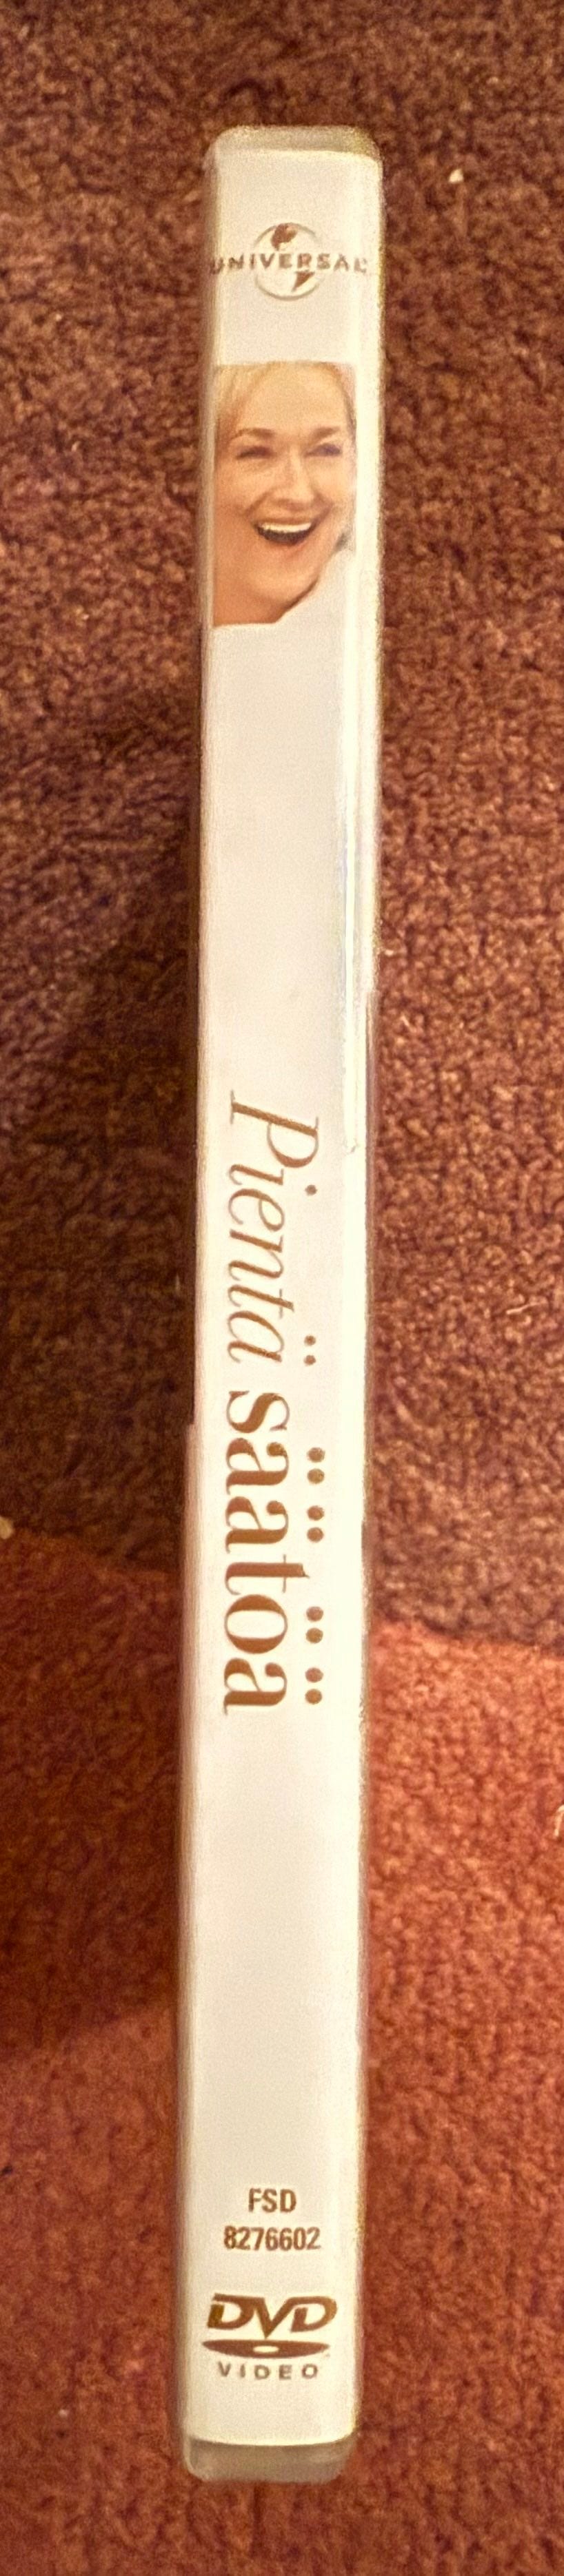 UNIVERSAL
Pientä säätöä
FSD
8276602
DVD
VIDEO